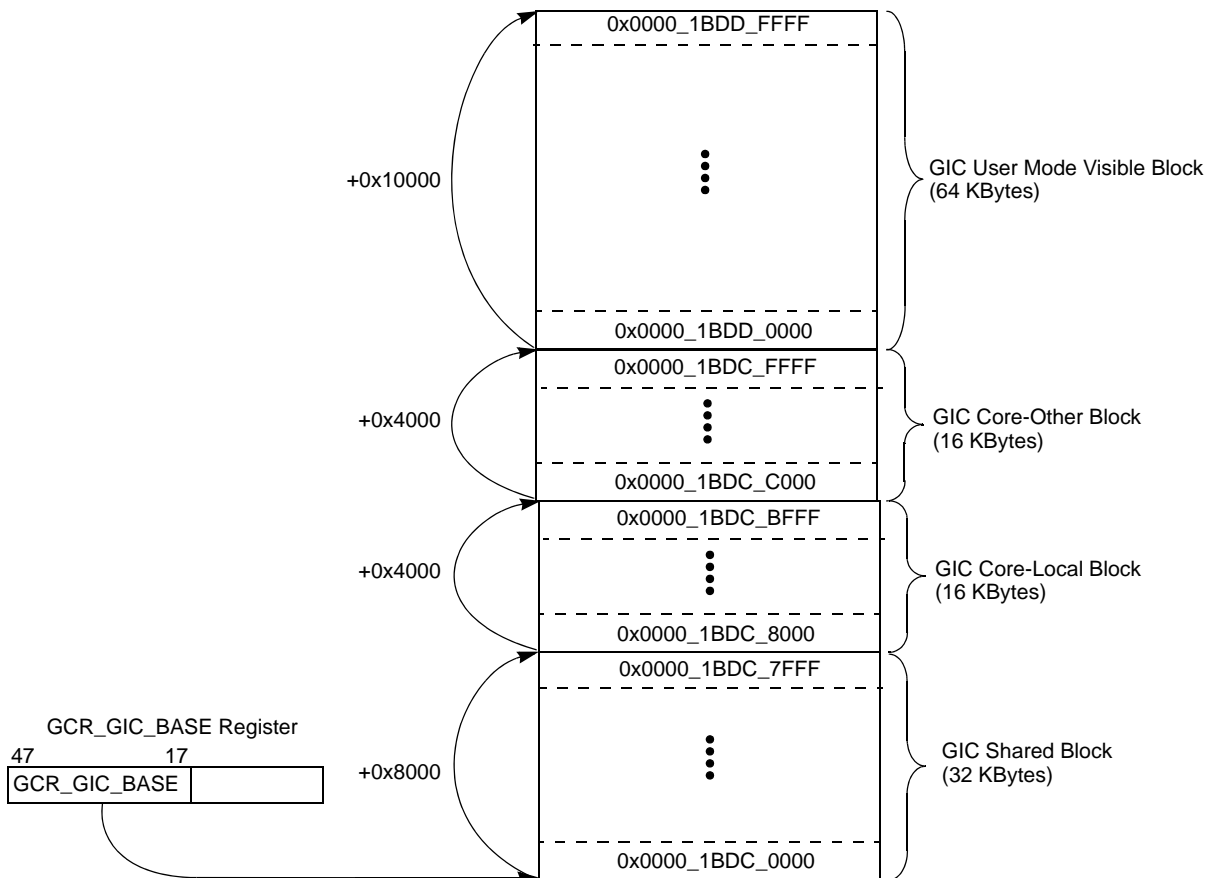 0x0000_1BDD_FFFF
+0x10000
GIC User Mode Visible Block
(64 KBytes)
0x0000_1BDD_0000
0x0000_1BDC_FFFF
+0x4000
GIC Core-Other Block
(16 KBytes)
0x0000_1BDC_C000
0x0000_1BDC_BFFF
+0x4000
GIC Core-Local Block
(16 KBytes)
0x0000_1BDC_8000
0x0000_1BDC_7FFF
GCR_GIC_BASE Register
47 17
GCR_GIC_BASE
+0x8000
GIC Shared Block
(32 KBytes)
0x0000_1BDC_0000